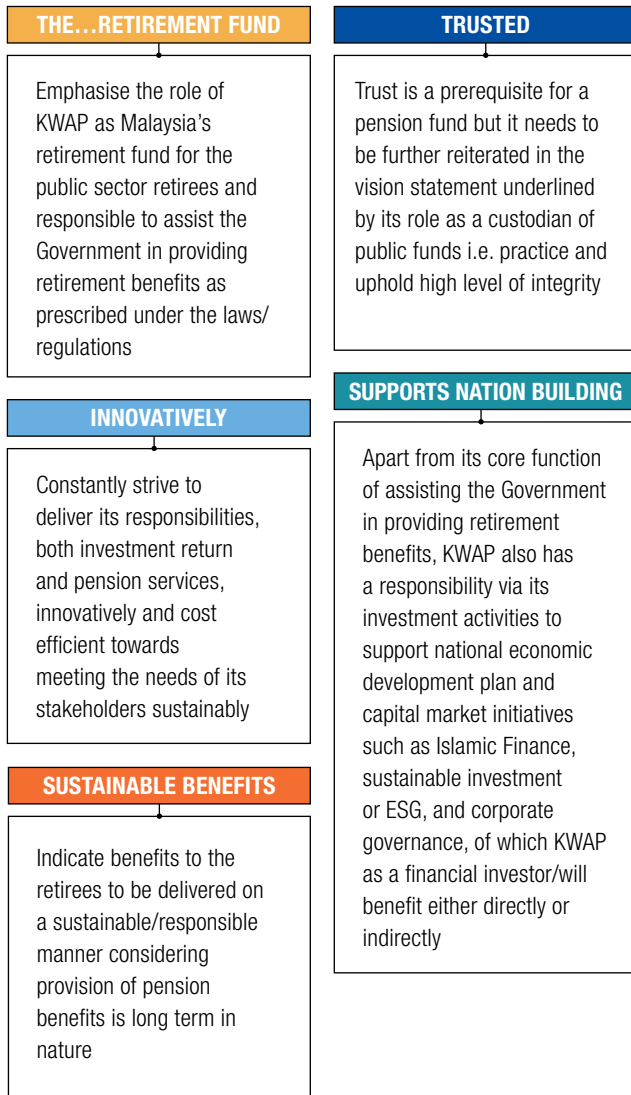 THE...RETIREMENT FUND
Emphasise the role of
KWAP as Malaysia's
retirement fund for the
public sector retirees and
responsible to assist the
Government in providing
retirement benefits as
prescribed under the laws/
regulations
INNOVATIVELY
Constantly strive to
deliver its responsibilities,
both investment return
and pension services,
innovatively and cost
efficient towards
meeting the needs of its
stakeholders sustainably
SUSTAINABLE BENEFITS
Indicate benefits to the
retirees to be delivered on
a sustainable/responsible
manner considering
provision of pension
benefits is long term in
nature
TRUSTED
Trust is a prerequisite for a
pension fund but it needs to
be further reiterated in the
vision statement underlined
by its role as a custodian of
public funds i.e. practice and
uphold high level of integrity
SUPPORTS NATION BUILDING
Apart from its core function
of assisting the Government
in providing retirement
benefits, KWAP also has
a responsibility via its
investment activities to
support national economic
development plan and
capital market initiatives
such as Islamic Finance,
sustainable investment
or ESG, and corporate
governance, of which KWAP
as a financial investor/will
benefit either directly or
indirectly